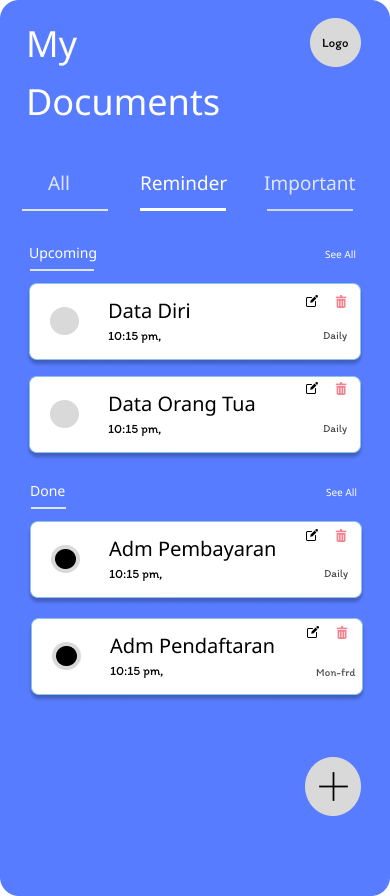 My
Logo
Documents
All
Reminder
Important
Upcoming
See All
Data Diri
10:15 pm,
Daily
Data Orang Tua
10:15 pm,
Daily
Done
See All
Adm Pembayaran
10:15 pm,
Daily
Adm Pendaftaran
10:15 pm,
Mon-frd